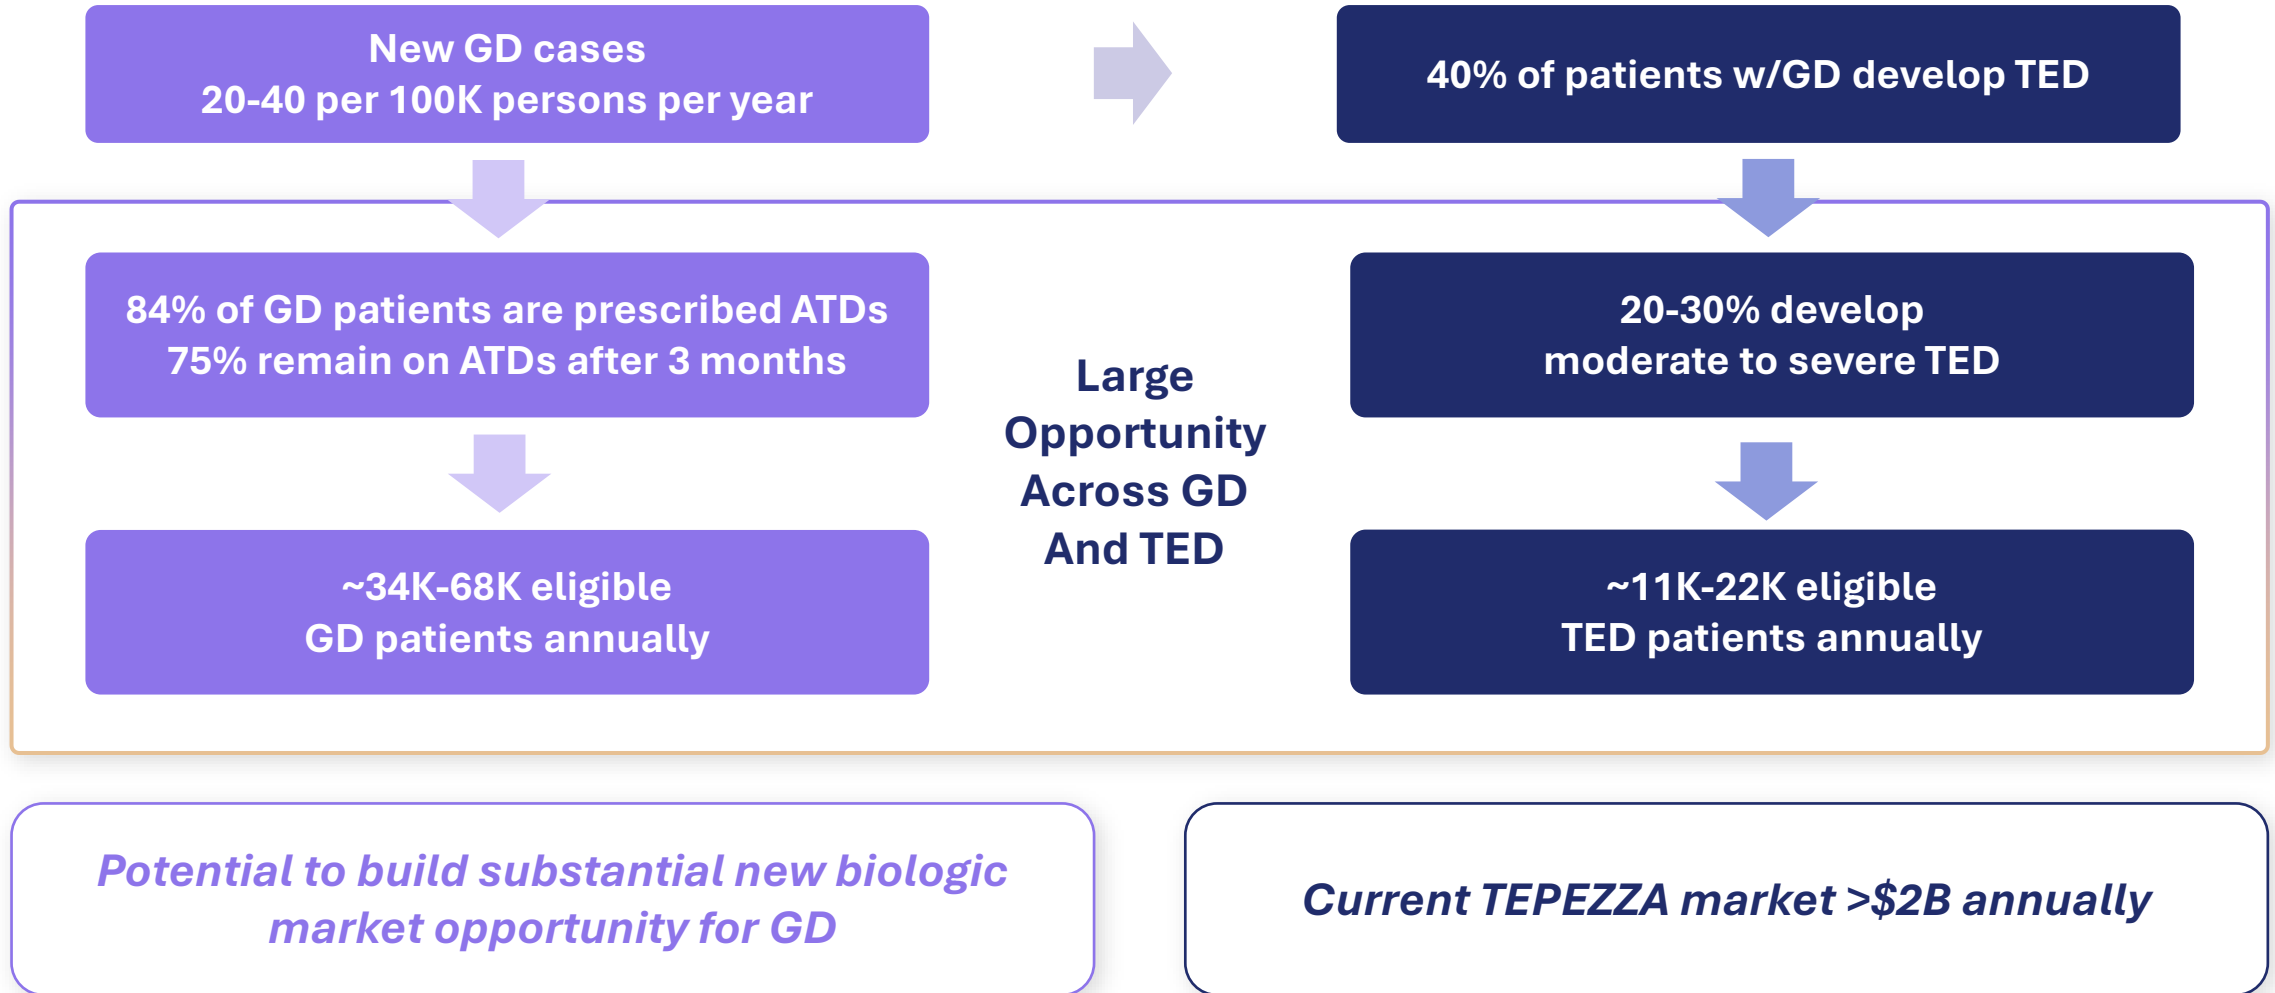 New GD cases
20-40 per 100K persons per year
40% of patients w/GD develop TED
84% of GD patients are prescribed ATDs
75% remain on ATDs after 3 months
20-30% develop
moderate to severe TED
Large
Opportunity
Across GD
And TED
~34K-68K eligible
GD patients annually
~11K-22K eligible
TED patients annually
Potential to build substantial new biologic
market opportunity for GD
Current TEPEZZA market >$2B annually